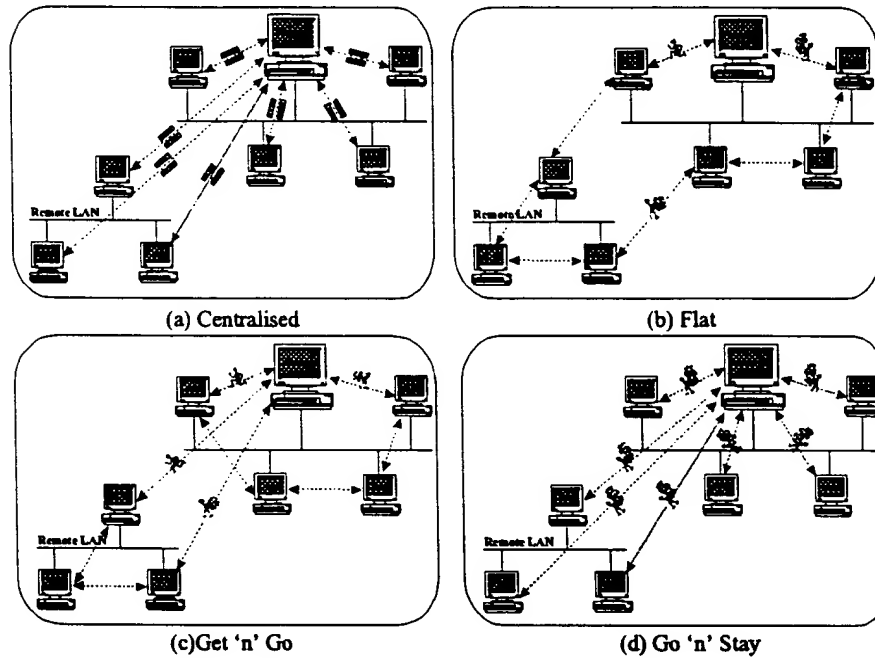 Remote LAN
(a) Centralised
Remote LAN
(b) Flat
Remote LAN
(c)Get ‘n’ Go
Remote LAN
(d) Go ‘n’ Stay